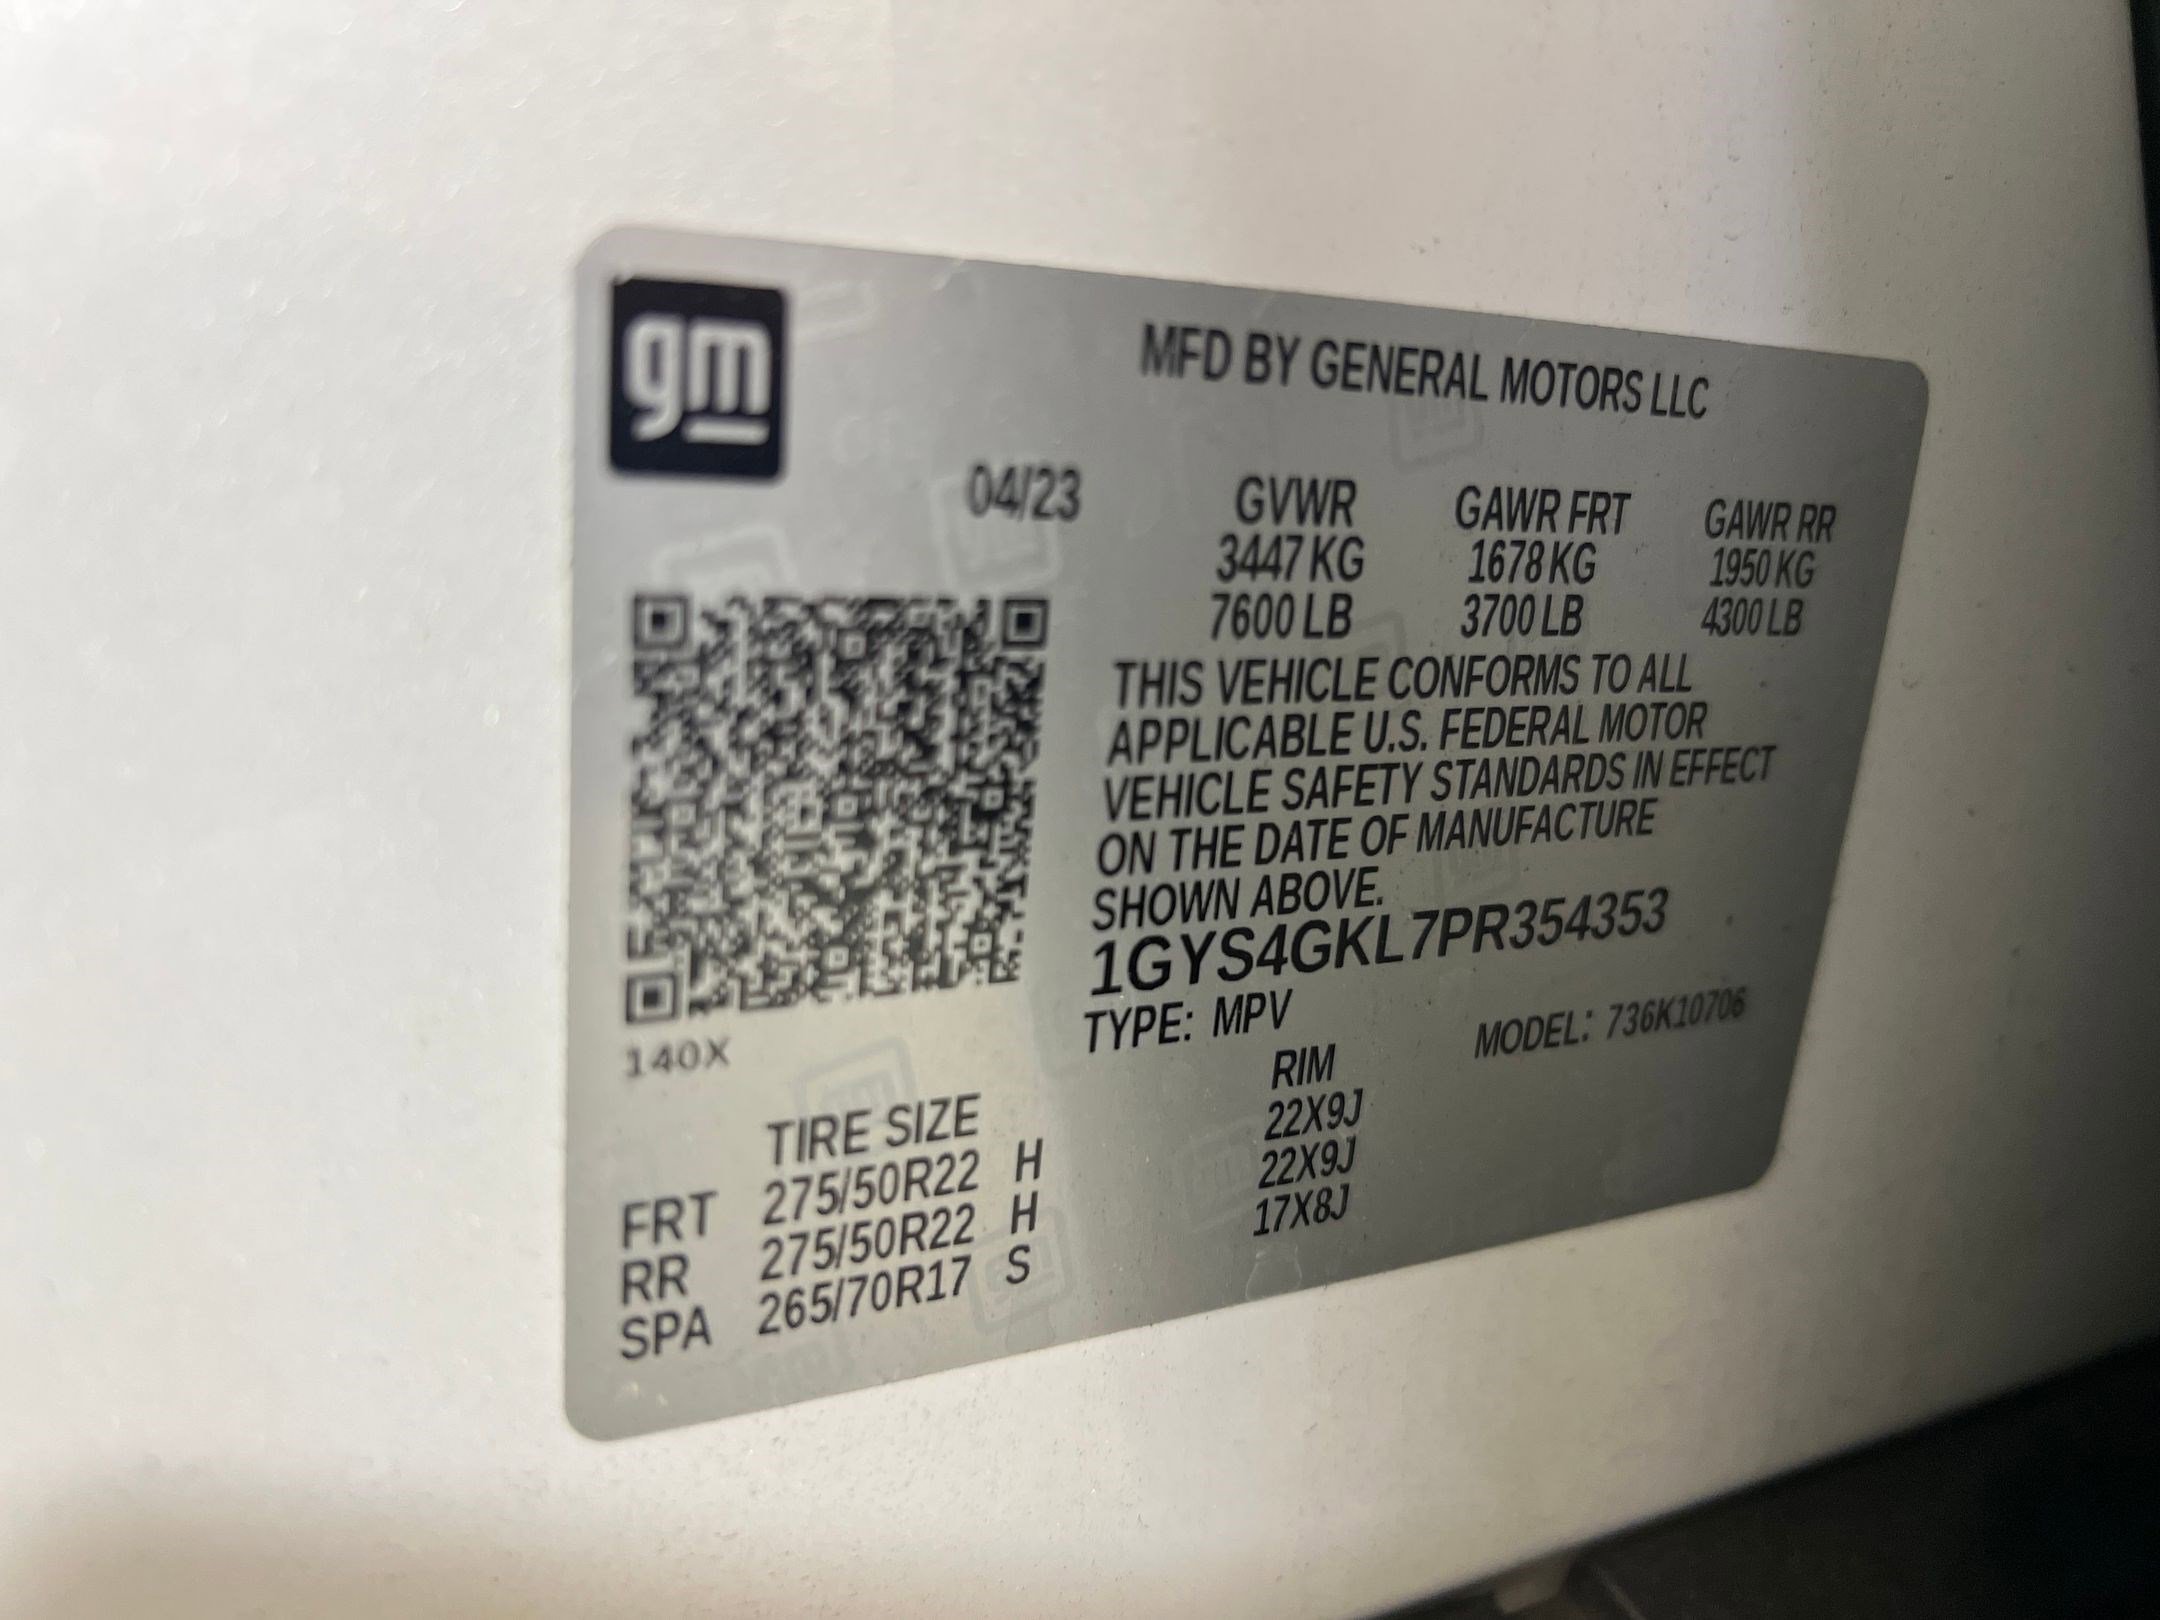 gm
MFD BY GENERAL MOTORS LLC
04/23 GVWR GAWR FRT GAWR RR
3447 KG 1678 KG 1950 KG
7600 LB 3700 LB 4300 LB
THIS VEHICLE CONFORMS TO ALL
APPLICABLE U.S. FEDERAL MOTOR
VEHICLE SAFETY STANDARDS IN EFFECT
ON THE DATE OF MANUFACTURE
SHOWN ABOVE.
1GYS4GKL7PR354353
TYPE: MPV MODEL: 736K10706
140X
TIRE SIZE RIM
FRT 275/50R22 H 22X9J
RR 275/50R22 H 22X9J
SPA 265/70R17 S 17X8J